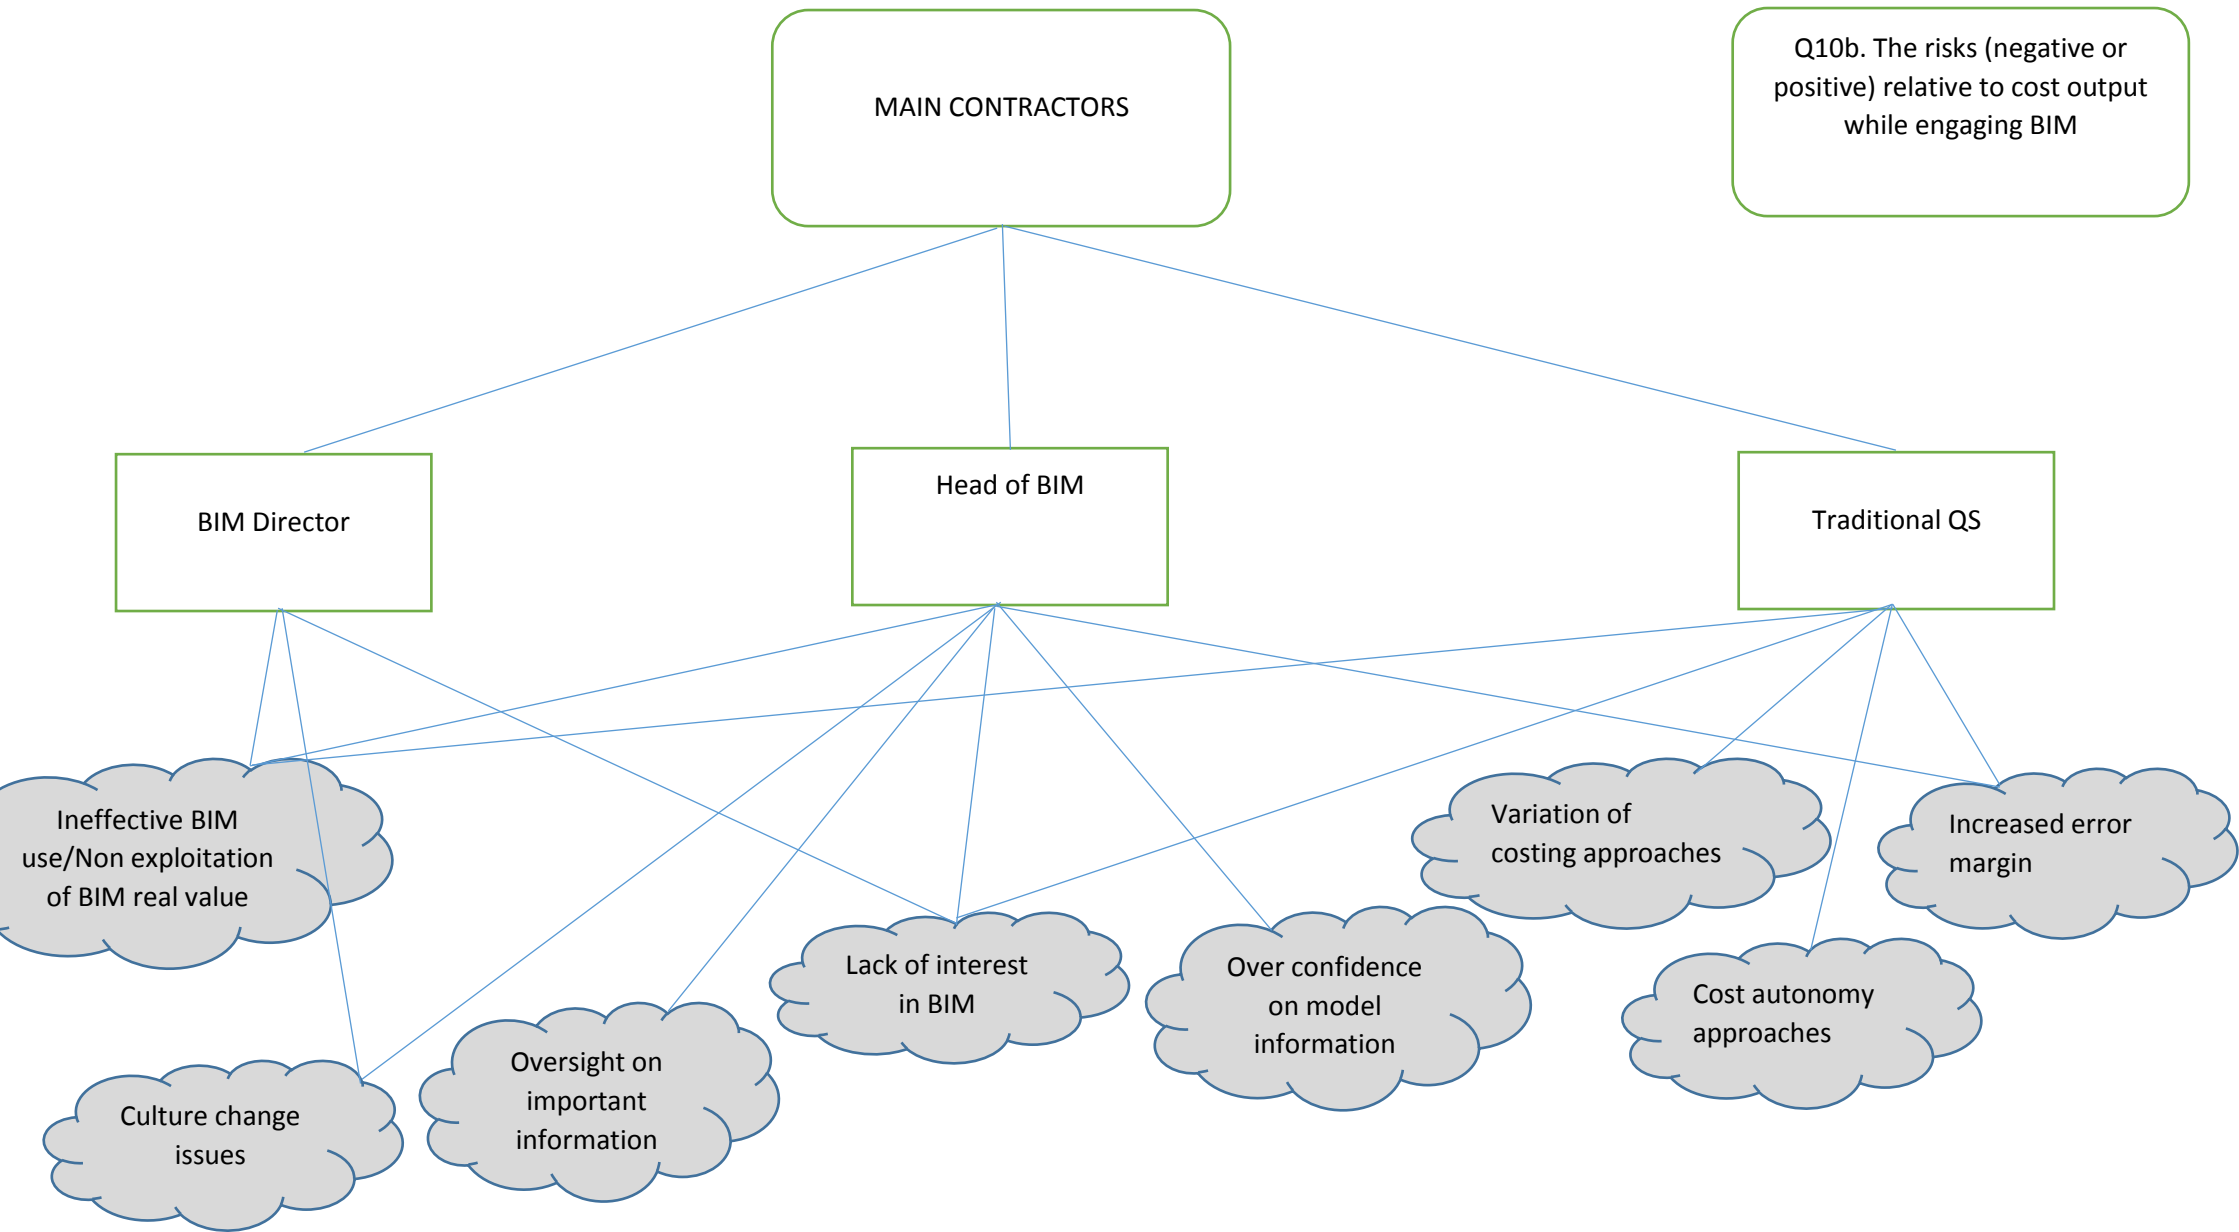 MAIN CONTRACTORS
Q10b. The risks (negative or
positive) relative to cost output
while engaging BIM
BIM Director
Head of BIM
Traditional QS
Ineffective BIM
use/Non exploitation
of BIM real value
Variation of
costing approaches
Increased error
margin
Lack of interest
in BIM
Over confidence
on model
information
Cost autonomy
approaches
Oversight on
important
information
Culture change
issues